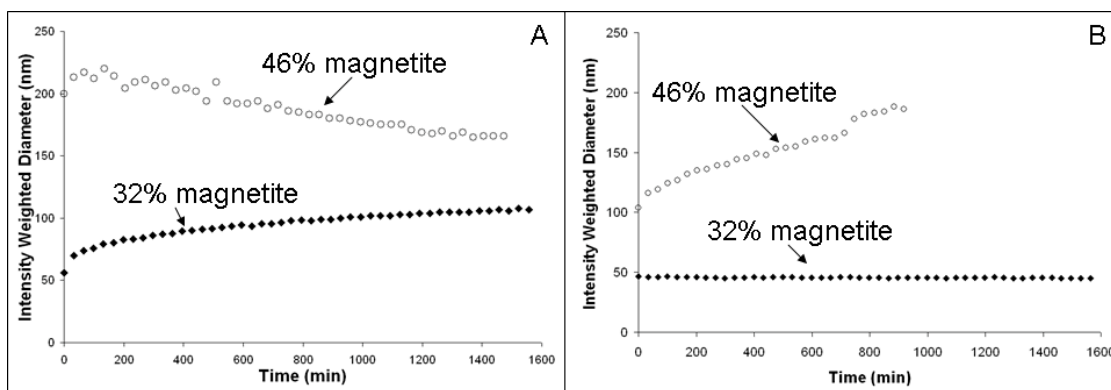 A
250
200
150
100
50
0
Intensity Weighted Diameter (nm)
46% magnetite
32% magnetite
0 200 400 600 800 1000 1200 1400 1600
Time (min)
B
250
200
150
100
50
0
Intensity Weighted Diameter (nm)
46% magnetite
32% magnetite
0 200 400 600 800 1000 1200 1400 1600
Time (min)